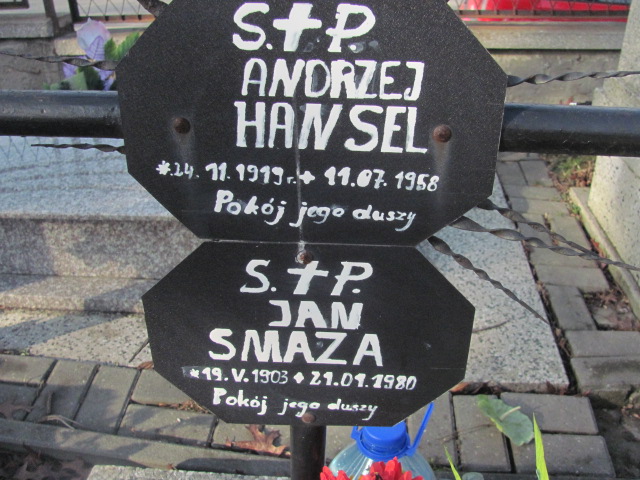 S.+P.
ANDRZEJ
HANSEL
*24.11.1919r.+11.07.1958
Pokój jego duszy
S.+P.
JAN
SMAZA
*19.V.1903+21.01.1980
Pokój jego duszy